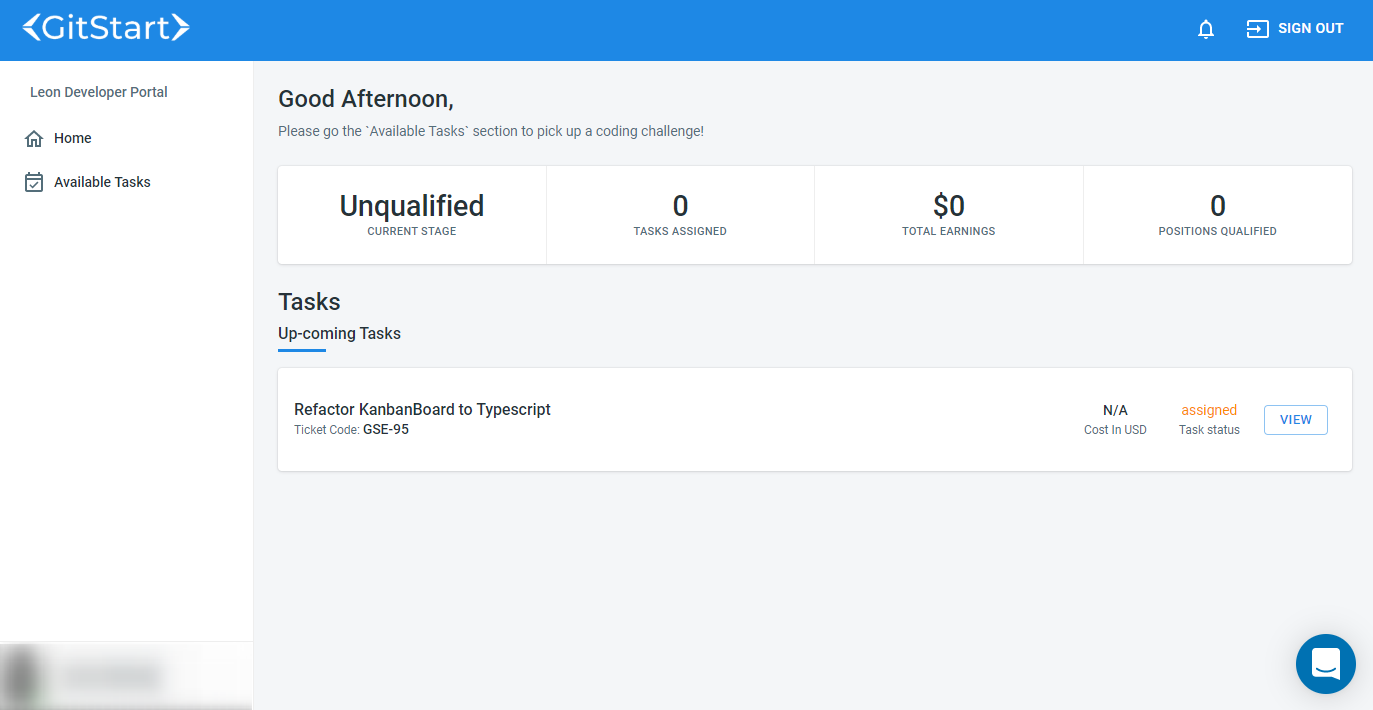 <GitStart>
SIGN OUT
Leon Developer Portal
Home
Available Tasks
Good Afternoon,
Please go the `Available Tasks` section to pick up a coding challenge!
Unqualified
CURRENT STAGE
0
TASKS ASSIGNED
$0
TOTAL EARNINGS
0
POSITIONS QUALIFIED
Tasks
Up-coming Tasks
Refactor KanbanBoard to Typescript
Ticket Code: GSE-95
N/A
Cost In USD
assigned
Task status
VIEW